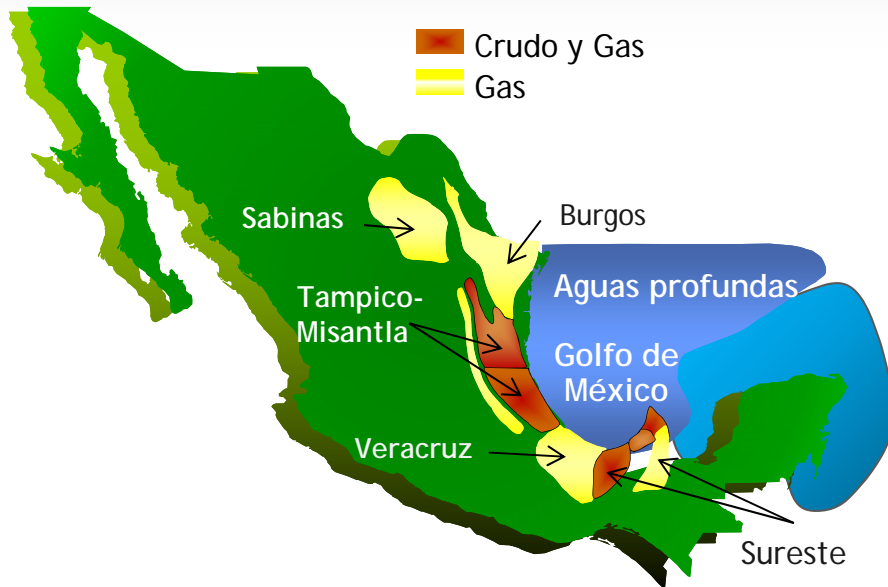 Crudo y Gas
Gas
Sabinas
Burgos
Tampico-
Misantla
Aguas profundas
Golfo de
México
Veracruz
Sureste